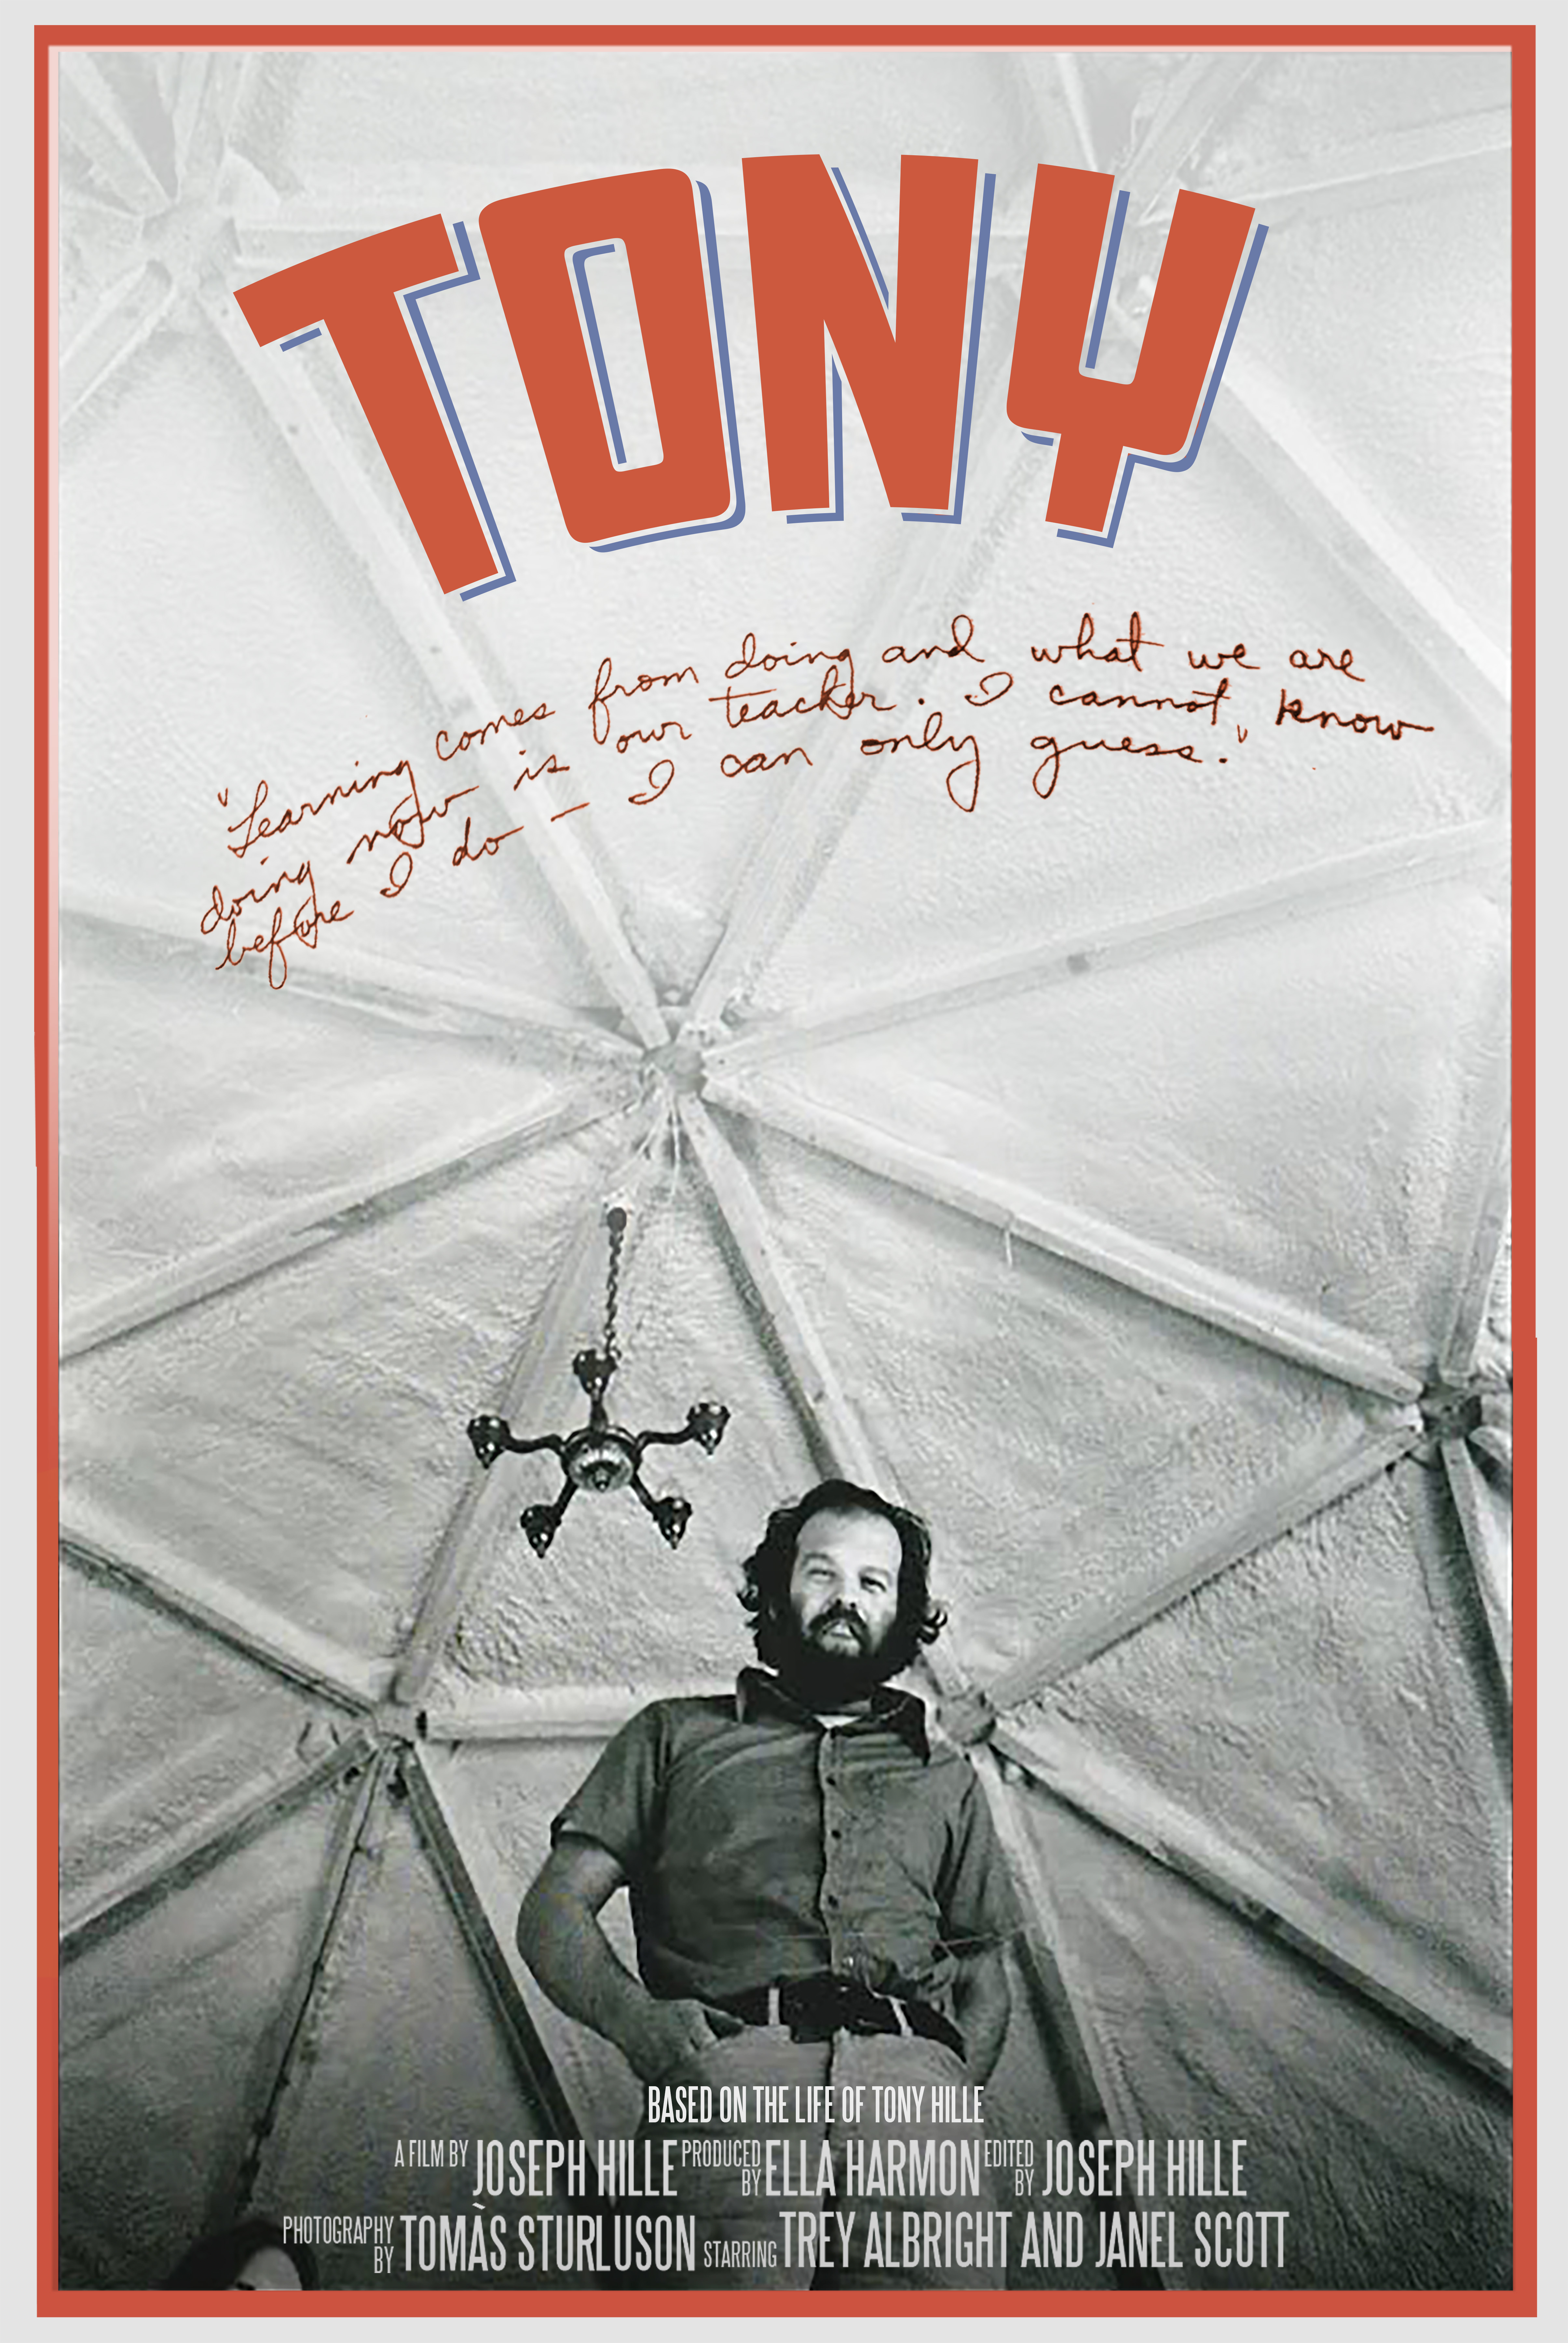 TONY
"Learning comes from doing and what we are
doing now is our teacher. I cannot know
before I do — I can only guess."
BASED ON THE LIFE OF TONY HILLE
A FILM BY JOSEPH HILLE PRODUCED BY ELLA HARMON EDITED BY JOSEPH HILLE
PHOTOGRAPHY BY TOMÀS STURLUSON STARRING TREY ALBRIGHT AND JANEL SCOTT